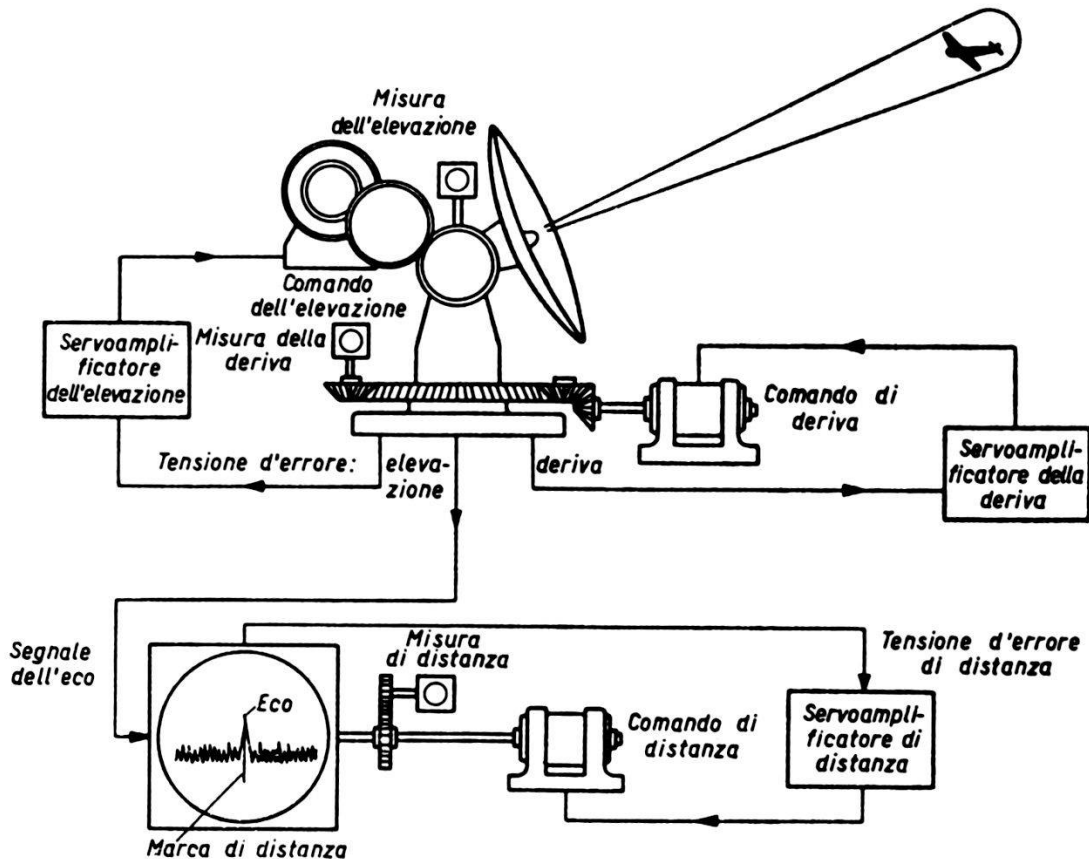 Misura
dell'elevazione
Comando
dell'elevazione
Misura della
deriva
Servoampli-
ficatore
dell'elevazione
Comando di
deriva
Servoampli-
ficatore della
deriva
Tensione d'errore:
eleva-
zione
deriva
Segnale
dell'eco
Eco
Marca di distanza
Misura
di distanza
Comando di
distanza
Tensione d'errore
di distanza
Servoampli-
ficatore di
distanza